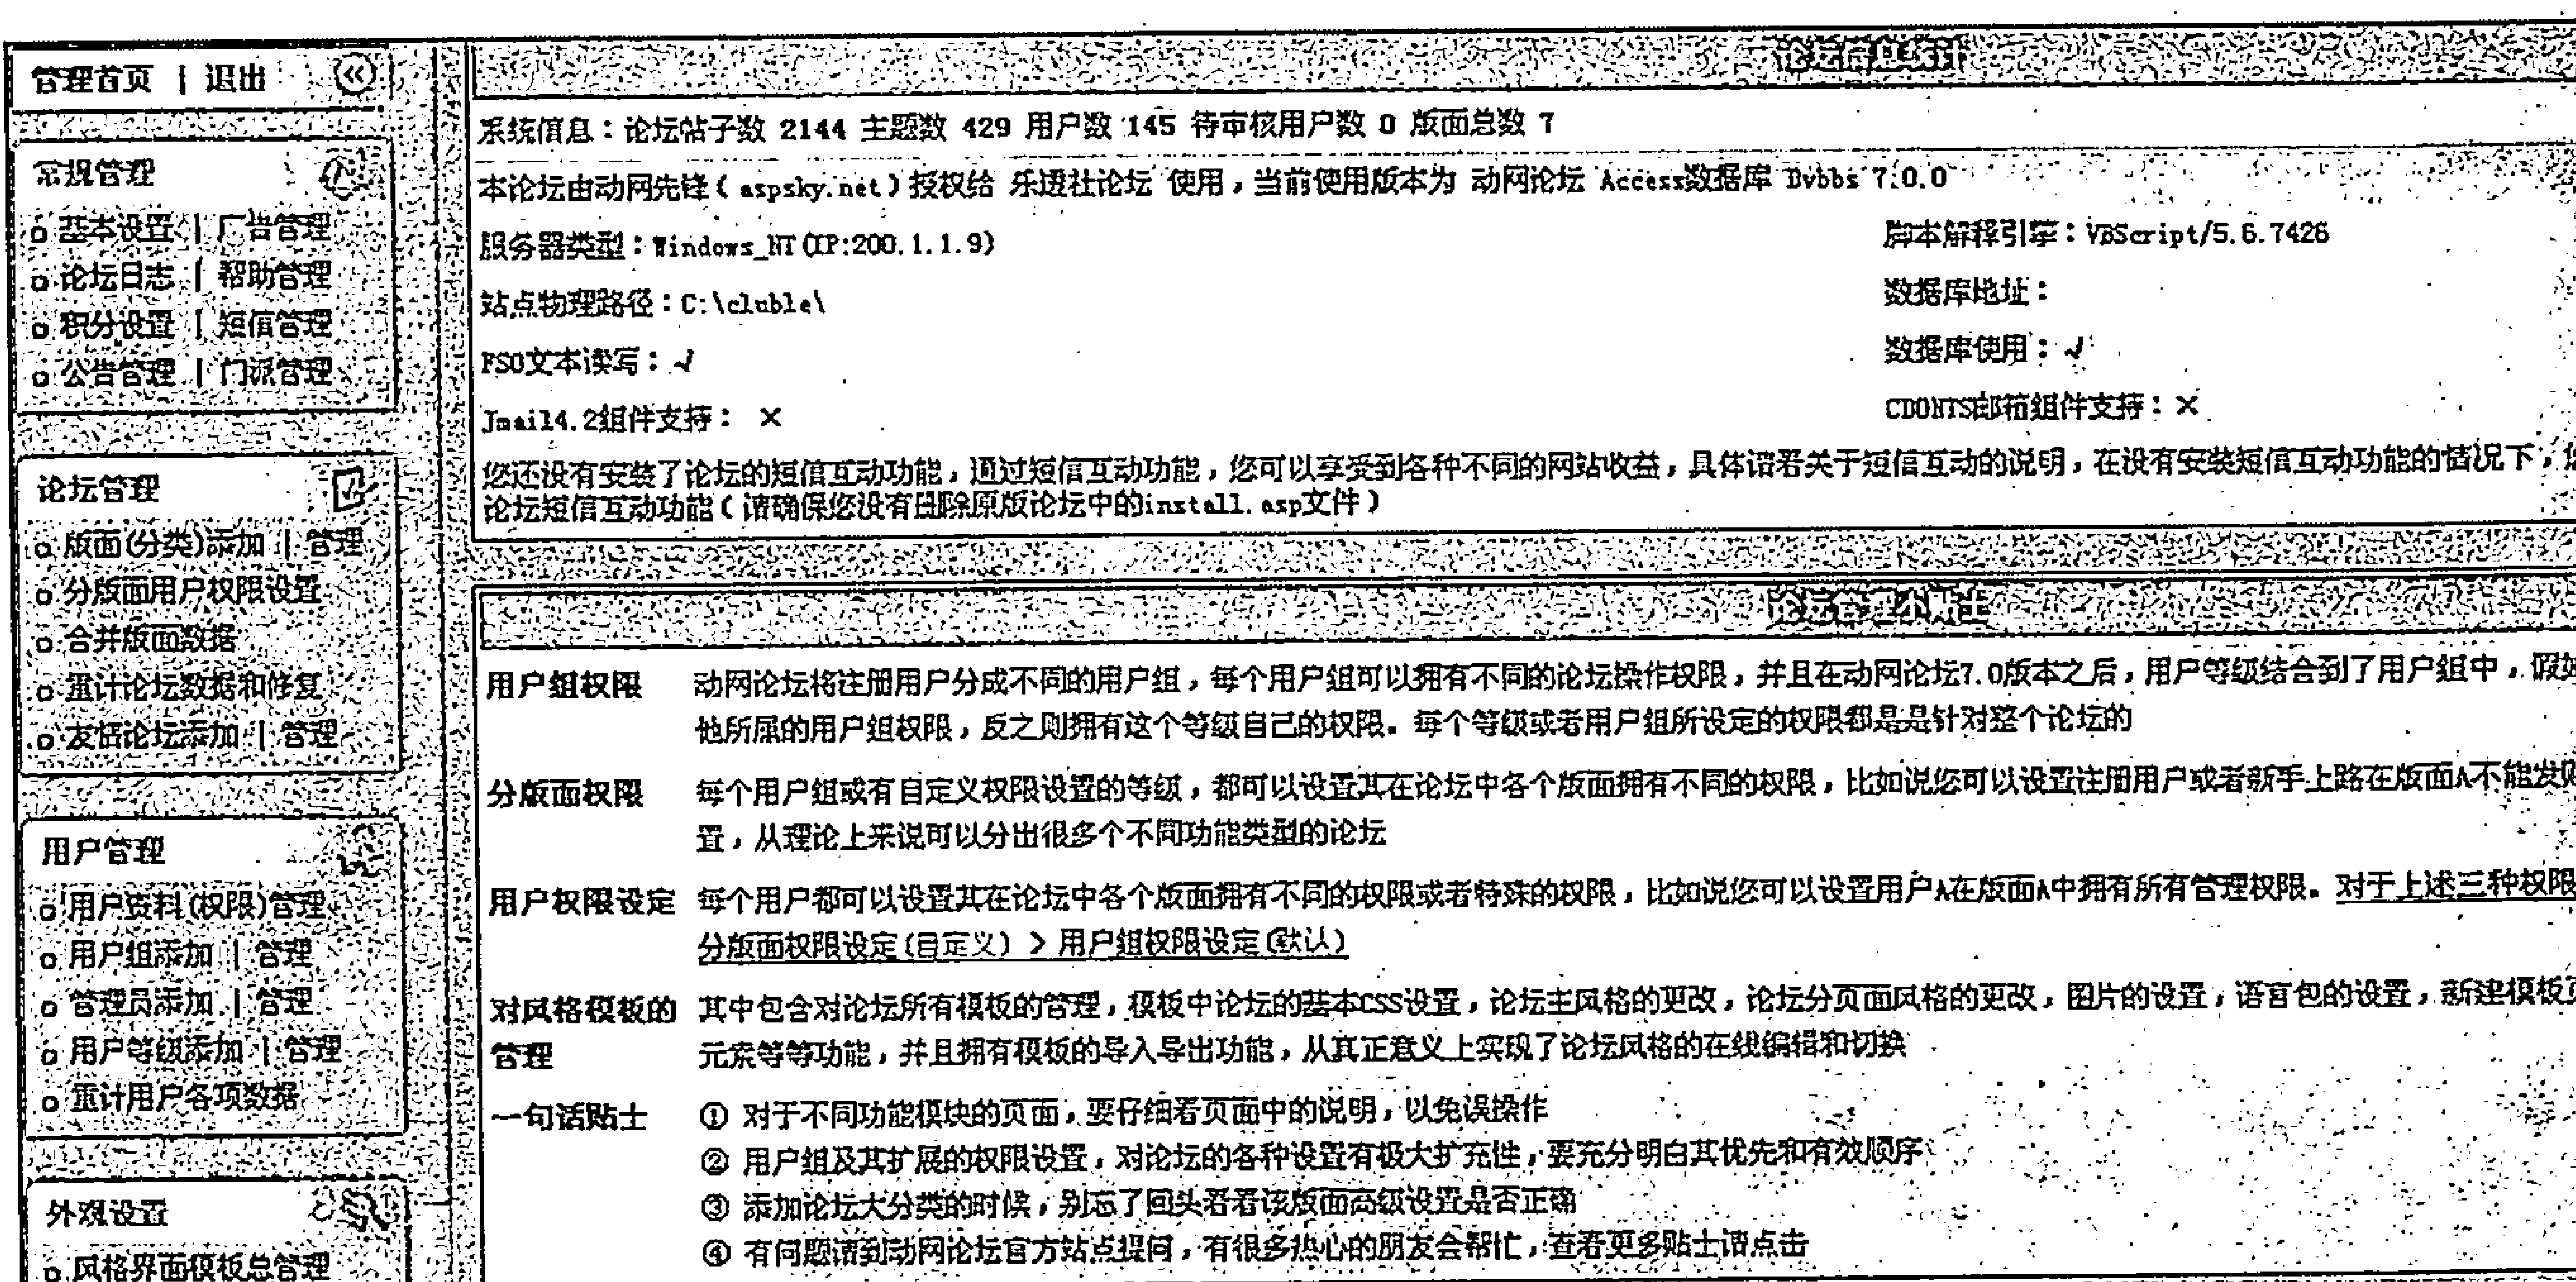 管理首页 | 退出
常规管理
基本设置 | 广告管理
论坛日志 | 帮助管理
积分设置 | 短信管理
公告管理 | 门派管理
论坛管理
版面(分类)添加 | 管理
分版面用户权限设置
合并版面数据
重计论坛数据和修复
友情论坛添加 | 管理
用户管理
用户资料(权限)管理
用户组添加 | 管理
管理员添加 | 管理
用户等级添加 | 管理
重计用户各项数据
外观设置
风格界面模板总管理
论坛信息统计
系统信息：论坛帖子数 2144 主题数 429 用户数 145 待审核用户数 0 版面总数 7
本论坛由动网先锋（aspsky.net）授权给 乐透社论坛 使用，当前使用版本为 动网论坛 Access数据库 Dvbbs 7.0.0
服务器类型：Windows_NT(IP:200.1.1.9)
脚本解释引擎：VBScript/5.6.7426
站点物理路径：C:\cluble\
数据库地址：
FSO文本读写：√
数据库使用：√
Jmail4.2组件支持：×
CDONTS邮箱组件支持：×
您还没有安装了论坛的短信互动功能，通过短信互动功能，您可以享受到各种不同的网站收益，具体请看关于短信互动的说明，在没有安装短信互动功能的情况下，您
论坛短信互动功能（请确保您没有删除原版论坛中的install.asp文件）
论坛管理小贴士
用户组权限 动网论坛将注册用户分成不同的用户组，每个用户组可以拥有不同的论坛操作权限，并且在动网论坛7.0版本之后，用户等级结合到了用户组中，假如
他所属的用户组权限，反之则拥有这个等级自己的权限。每个等级或者用户组所设定的权限都是是针对整个论坛的
分版面权限 每个用户组或有自定义权限设置的等级，都可以设置其在论坛中各个版面拥有不同的权限，比如说您可以设置注册用户或者新手上路在版面A不能发贴
置，从理论上来说可以分出很多个不同功能类型的论坛
用户权限设定 每个用户都可以设置其在论坛中各个版面拥有不同的权限或者特殊的权限，比如说您可以设置用户A在版面A中拥有所有管理权限。对于上述三种权限
分版面权限设定(自定义) > 用户组权限设定(默认)
对风格模板的 其中包含对论坛所有模板的管理，模板中论坛的基本CSS设置，论坛主风格的更改，论坛分页面风格的更改，图片的设置，语言包的设置，新建模板页
管理 元素等等功能，并且拥有模板的导入导出功能，从真正意义上实现了论坛风格的在线编辑和切换
一句话贴士 ① 对于不同功能模块的页面，要仔细看页面中的说明，以免误操作
② 用户组及其扩展的权限设置，对论坛的各种设置有极大扩充性，要充分明白其优先和有效顺序
③ 添加论坛大分类的时候，别忘了回头看看该版面高级设置是否正确
④ 有问题请到动网论坛官方站点提问，有很多热心的朋友会帮忙，查看更多贴士请点击